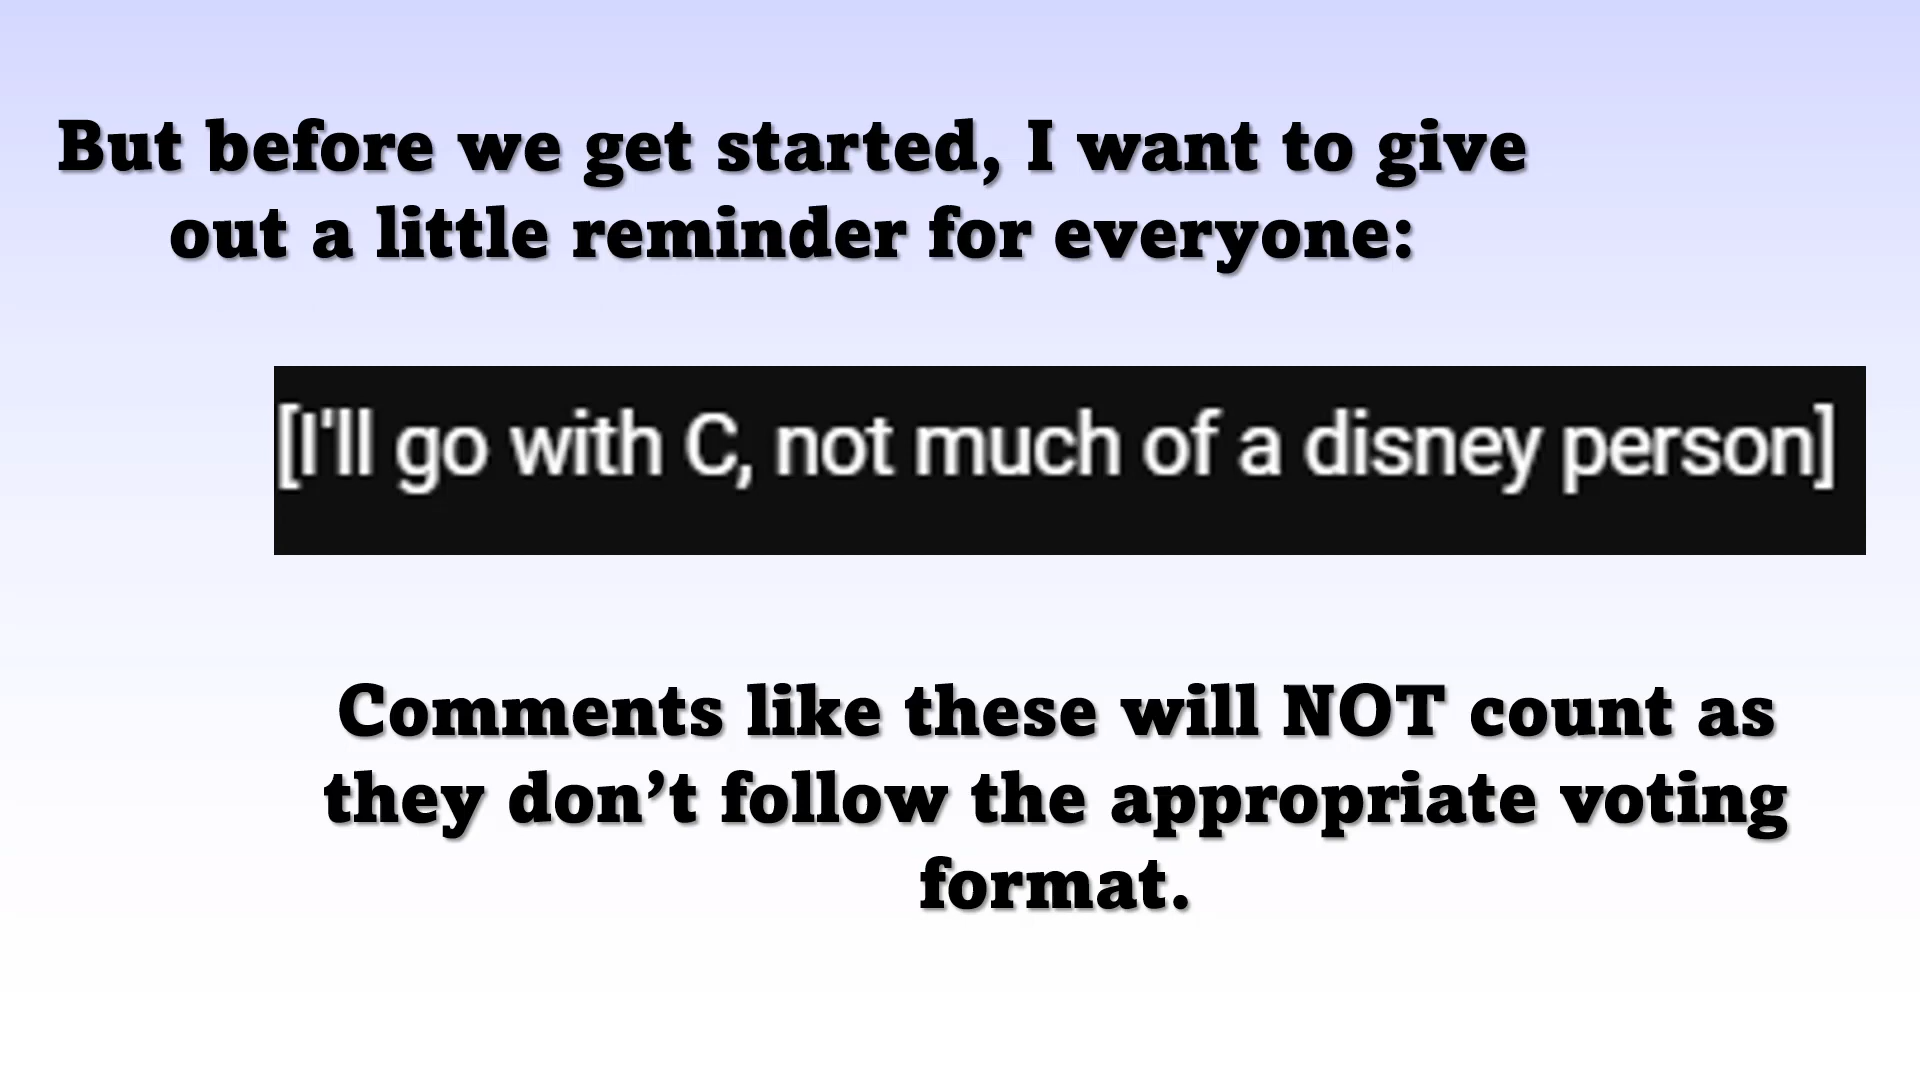 But before we get started, I want to give
out a little reminder for everyone:
[I'll go with C, not much of a disney person]
Comments like these will NOT count as
they don’t follow the appropriate voting
format.